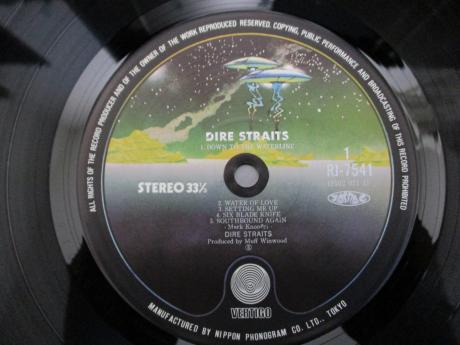 ALL RIGHTS OF THE RECORD PRODUCER AND OF THE OWNER OF THE WORK REPRODUCED RESERVED. COPYING, PUBLIC PERFORMANCE AND BROADCASTING OF THIS RECORD PROHIBITED
DIRE STRAITS
1. DOWN TO THE WATERLINE
1
RJ-7541
STEREO 33⅓
2. WATER OF LOVE
3. SETTING ME UP
4. SIX BLADE KNIFE
5. SOUTHBOUND AGAIN
DIRE STRAITS
Produced by Muff Winwood
VERTIGO
MANUFACTURED BY NIPPON PHONOGRAM CO. LTD., TOKYO